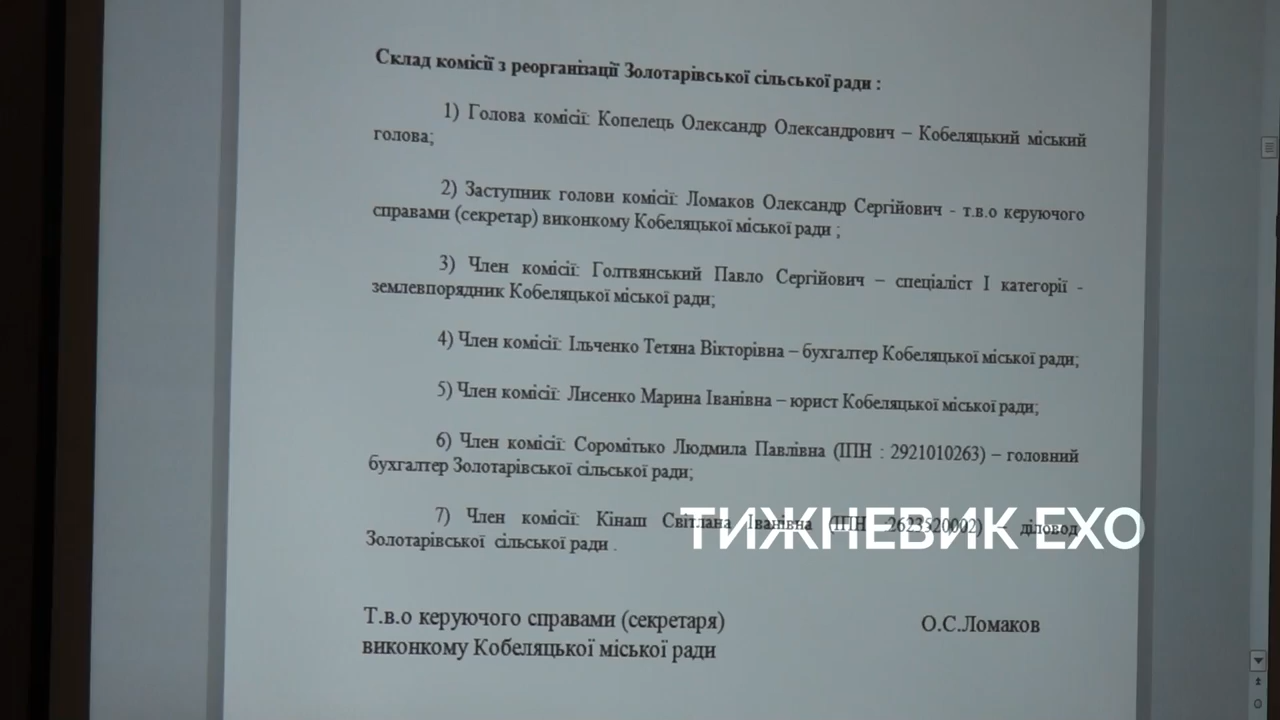 Склад комісії з реорганізації Золотарівської сільської ради :
1) Голова комісії: Копелець Олександр Олександрович – Кобеляцький міський
голова;
2) Заступник голови комісії: Ломаков Олександр Сергійович - т.в.о керуючого
справами (секретар) виконкому Кобеляцької міської ради ;
3) Член комісії: Голтвянський Павло Сергійович – спеціаліст І категорії -
землевпорядник Кобеляцької міської ради;
4) Член комісії: Ільченко Тетяна Вікторівна – бухгалтер Кобеляцької міської ради;
5) Член комісії: Лисенко Марина Іванівна – юрист Кобеляцької міської ради;
6) Член комісії: Соромітько Людмила Павлівна (ІПН : 2921010263) – головний
бухгалтер Золотарівської сільської ради;
7) Член комісії: Кінаш Світлана Іванівна (ІПН 2623520002) – діловод
Золотарівської сільської ради .
ТИЖНЕВИК ЕХО
Т.в.о керуючого справами (секретаря) О.С.Ломаков
виконкому Кобеляцької міської ради